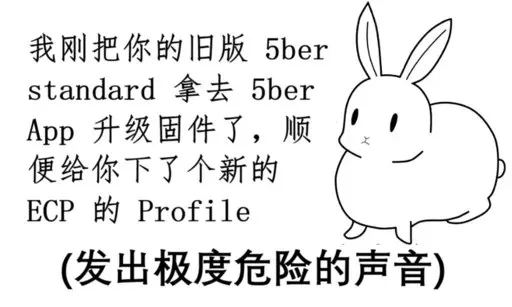 我刚把你的旧版 5ber
standard 拿去 5ber
App 升级固件了，顺
便给你下了个新的
ECP 的 Profile
(发出极度危险的声音)